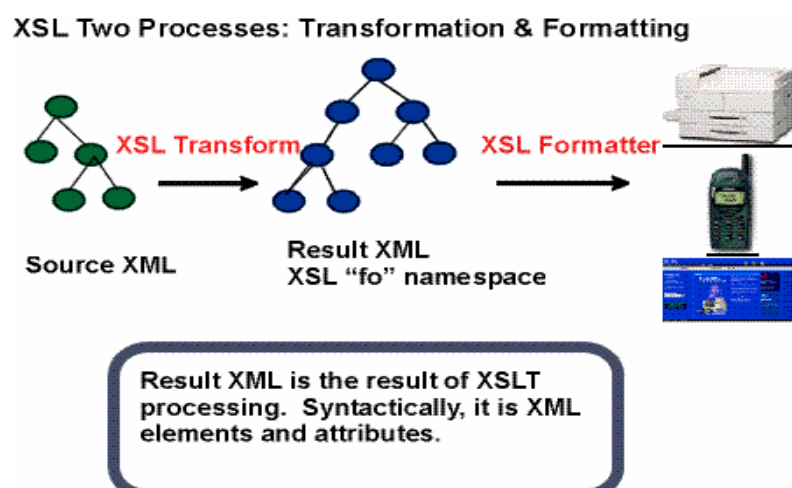 XSL Two Processes: Transformation & Formatting
XSL Transform
XSL Formatter
Source XML
Result XML
XSL “fo” namespace
Result XML is the result of XSLT
processing.  Syntactically, it is XML
elements and attributes.